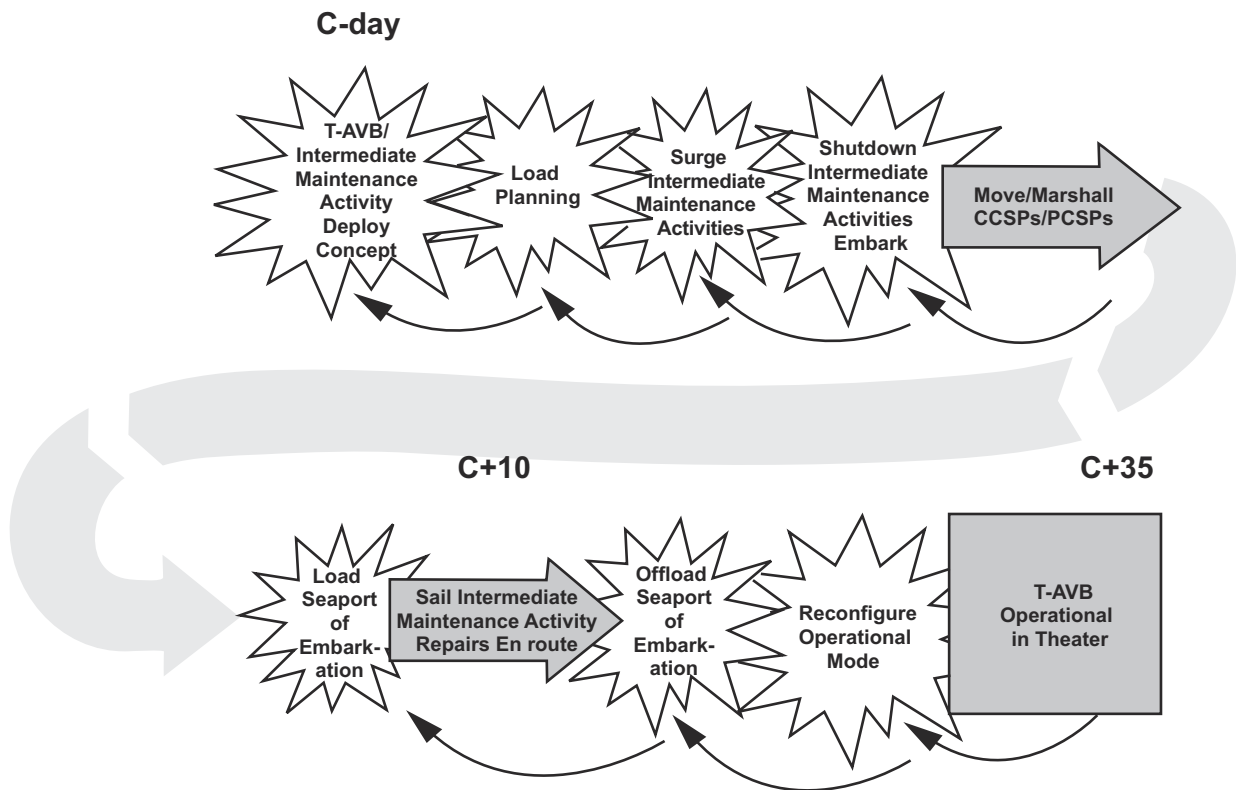 C-day
T-AVB/
Intermediate
Maintenance
Activity
Deploy
Concept
Load
Planning
Surge
Intermediate
Maintenance
Activities
Shutdown
Intermediate
Maintenance
Activities
Embark
Move/Marshall
CCSPs/PCSPs
C+10
C+35
Load
Seaport
of
Embark-
ation
Sail Intermediate
Maintenance Activity
Repairs En route
Offload
Seaport
of
Embark-
ation
Reconfigure
Operational
Mode
T-AVB
Operational
in Theater